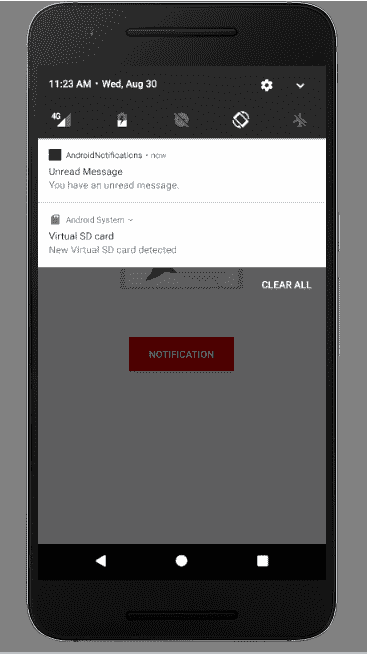 11:23 AM • Wed, Aug 30
4G
AndroidNotifications • now
Unread Message
You have an unread message.
Android System
Virtual SD card
New Virtual SD card detected
CLEAR ALL
NOTIFICATION